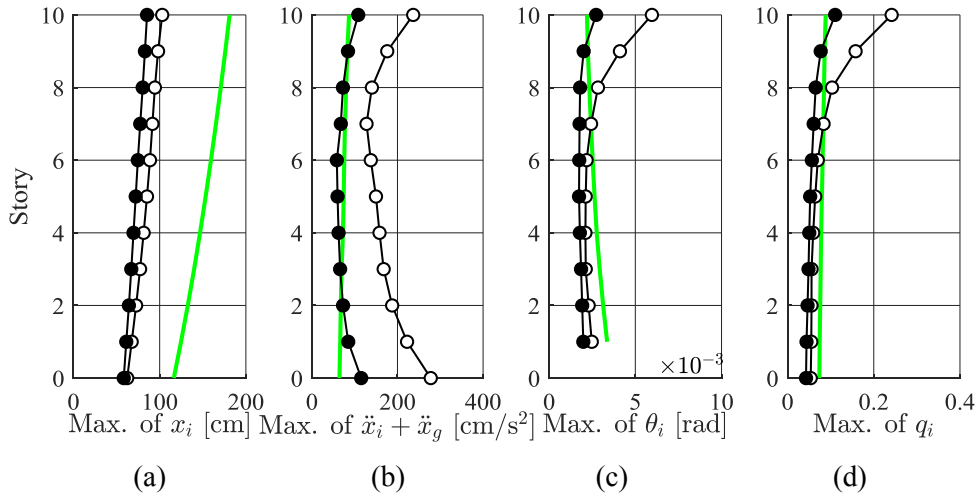 10 10 10 10
8 8 8 8
6 6 6 6
Story
4 4 4 4
2 2 2 2
×10⁻³
0 0 0 0
0 100 200 0 200 400 0 5 10 0 0.2 0.4
Max. of x_i [cm] Max. of ẍ_i + ẍ_g [cm/s²] Max. of θ_i [rad] Max. of q_i
(a) (b) (c) (d)